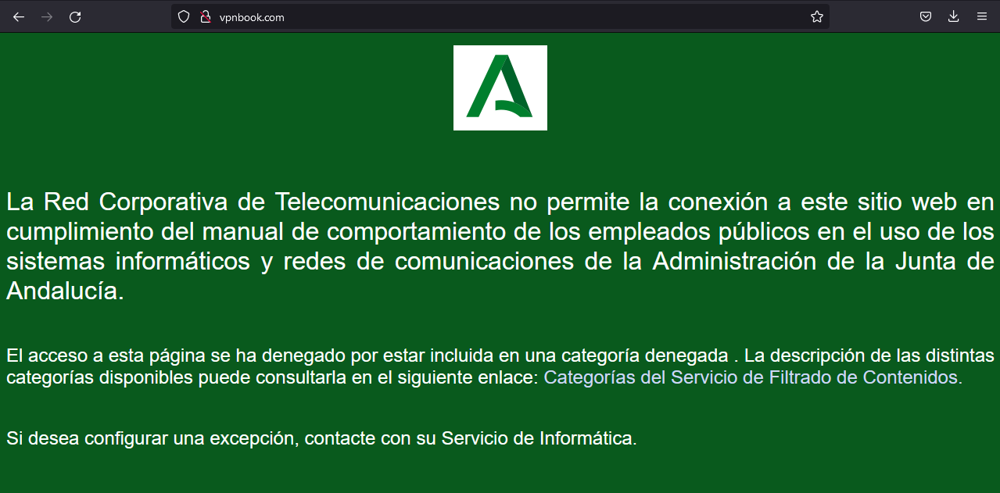 vpnbook.com
La Red Corporativa de Telecomunicaciones no permite la conexión a este sitio web en
cumplimiento del manual de comportamiento de los empleados públicos en el uso de los
sistemas informáticos y redes de comunicaciones de la Administración de la Junta de
Andalucía.
El acceso a esta página se ha denegado por estar incluida en una categoría denegada . La descripción de las distintas
categorías disponibles puede consultarla en el siguiente enlace: Categorías del Servicio de Filtrado de Contenidos.
Si desea configurar una excepción, contacte con su Servicio de Informática.